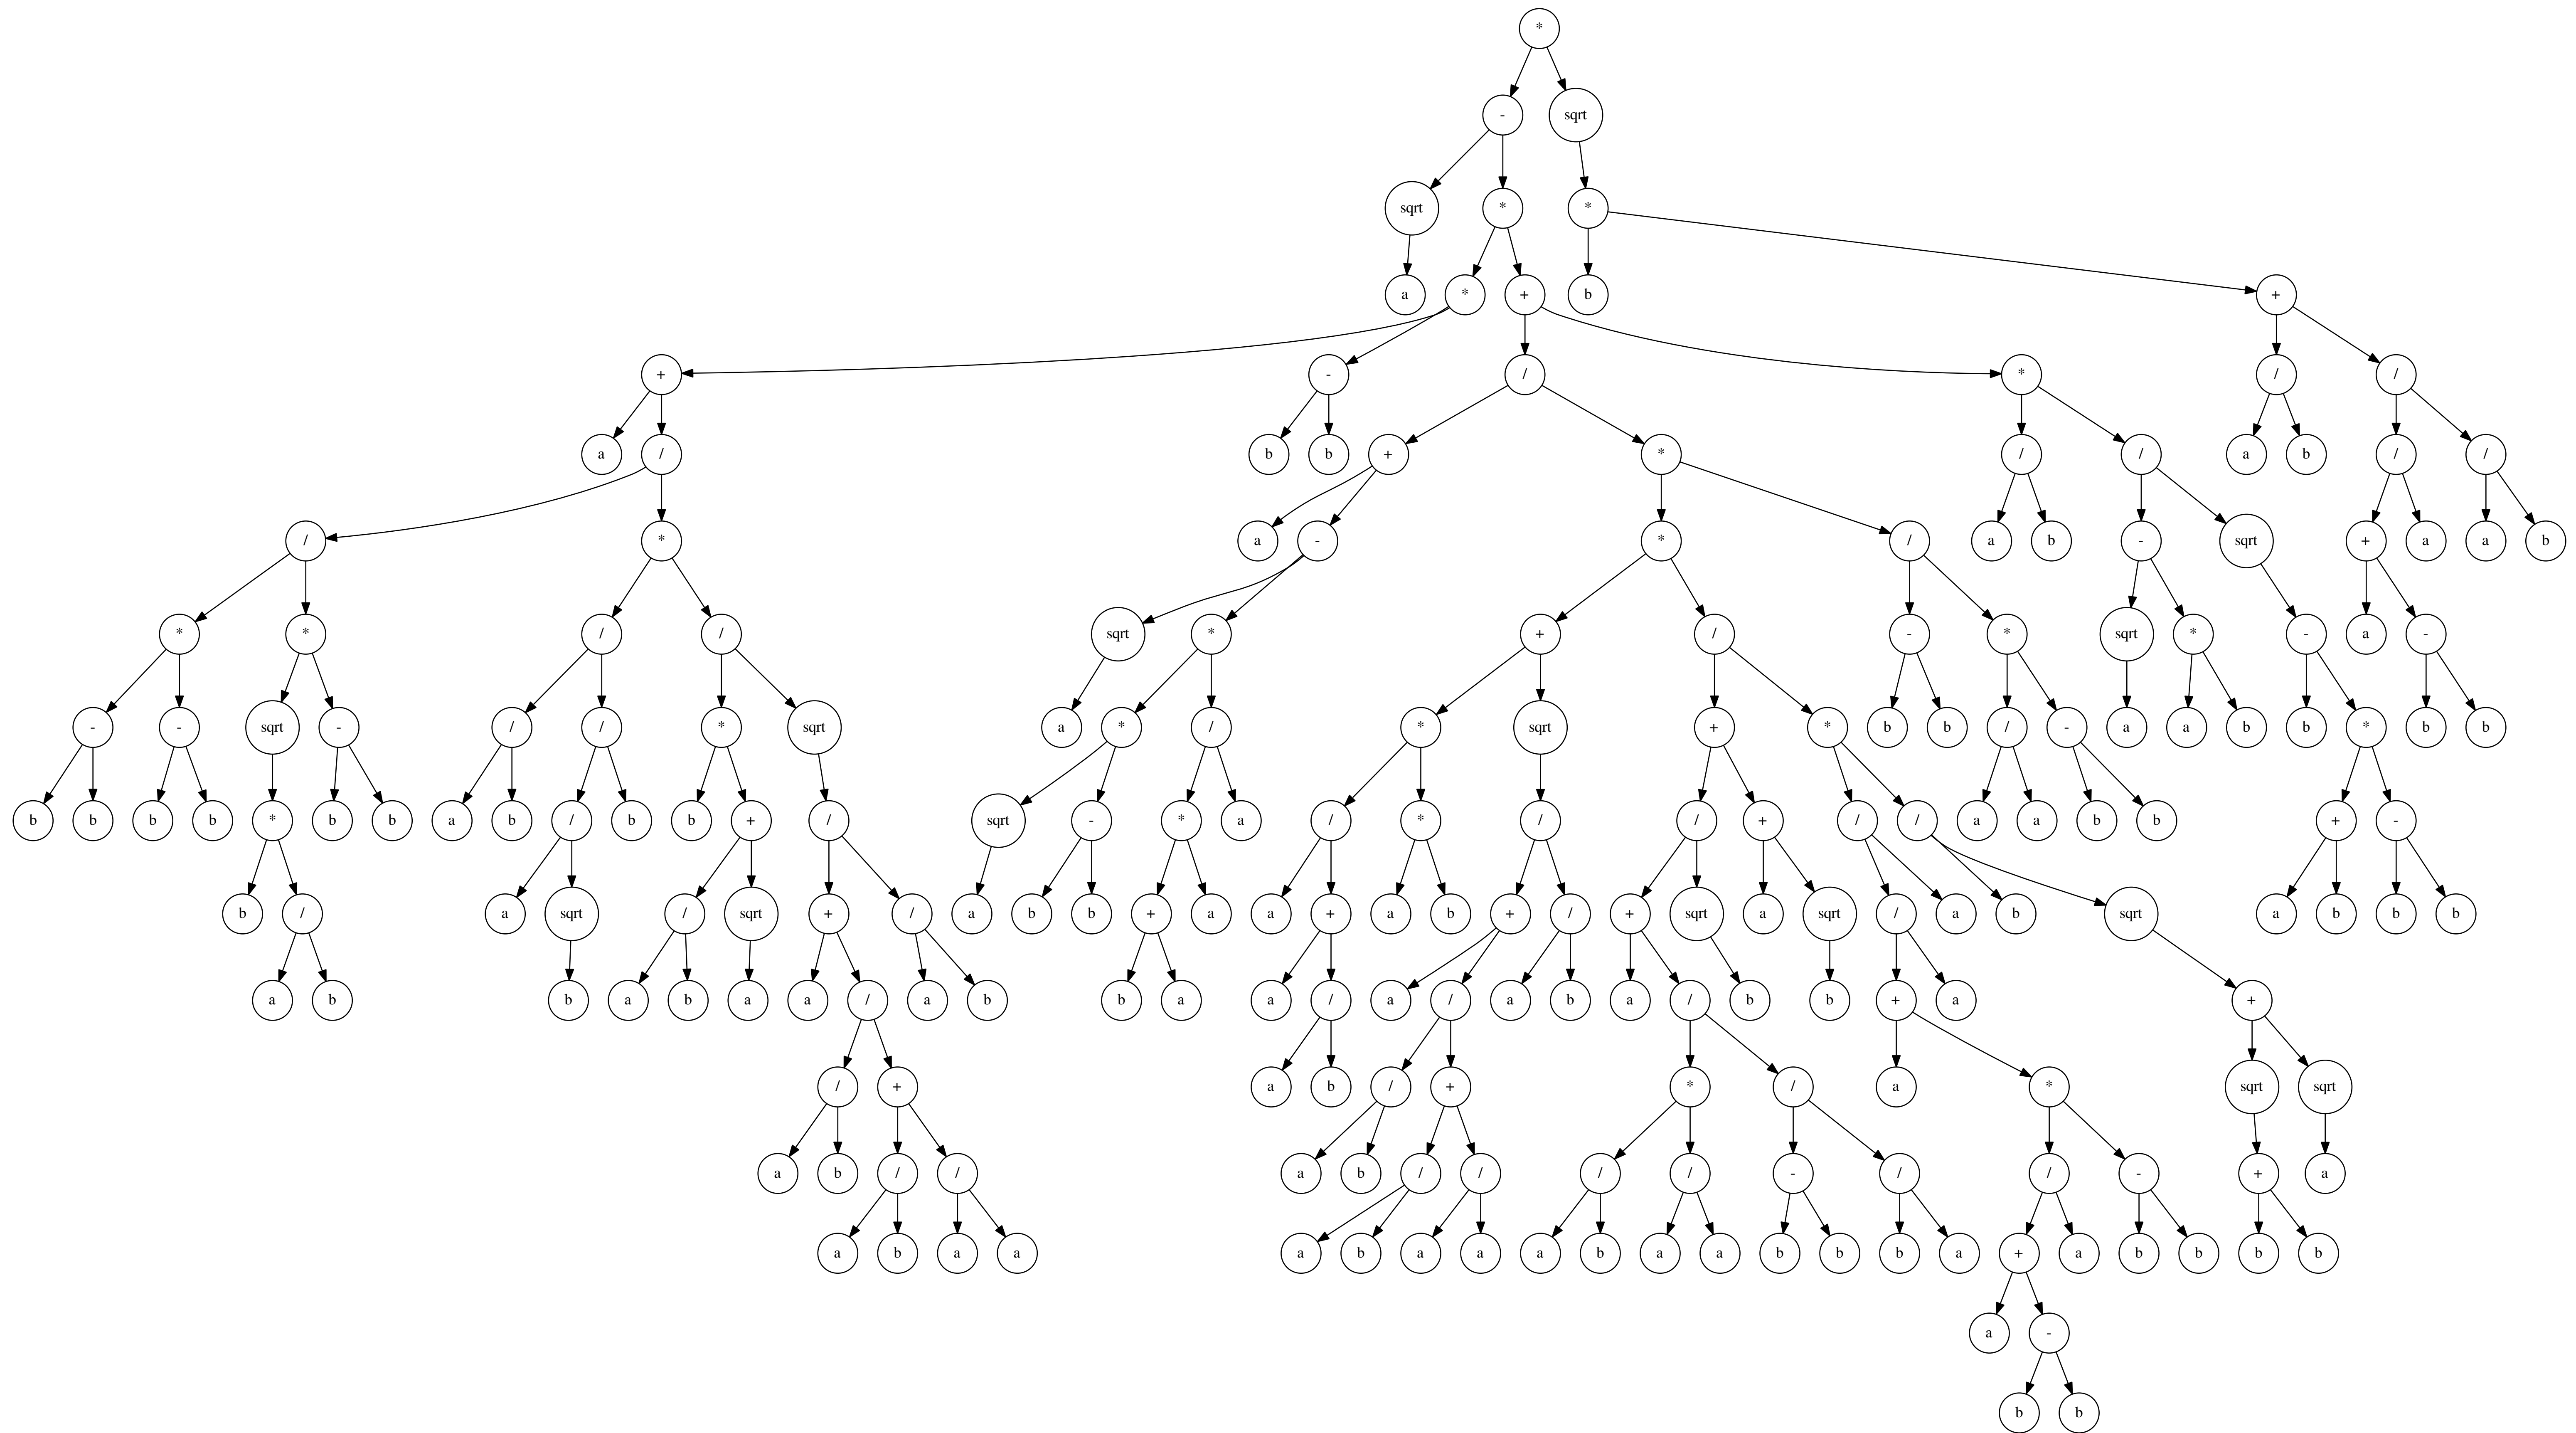 *
- sqrt
sqrt * *
a * + b +
+ - / * / /
a / b b + * / / a b / /
/ * a - * / a b - sqrt + a a b
* * / / sqrt * + / - * sqrt * - a -
- - sqrt - / / * sqrt a * / * sqrt + * b b / - a a b b * b b
b b b b * b b a b / b b + / sqrt - * a / * / / + / / a a b b + -
b / a sqrt / sqrt + / a b b + a a + a b + / + sqrt a sqrt / a b sqrt a b b b
a b b a b a a / a b b a a / a / a b a / b b + a +
/ + a b / + * / a * sqrt sqrt
a b / / a b / / / / - / / - + a
a b a a a b a a a b a a b b b a + a b b b b
a -
b b